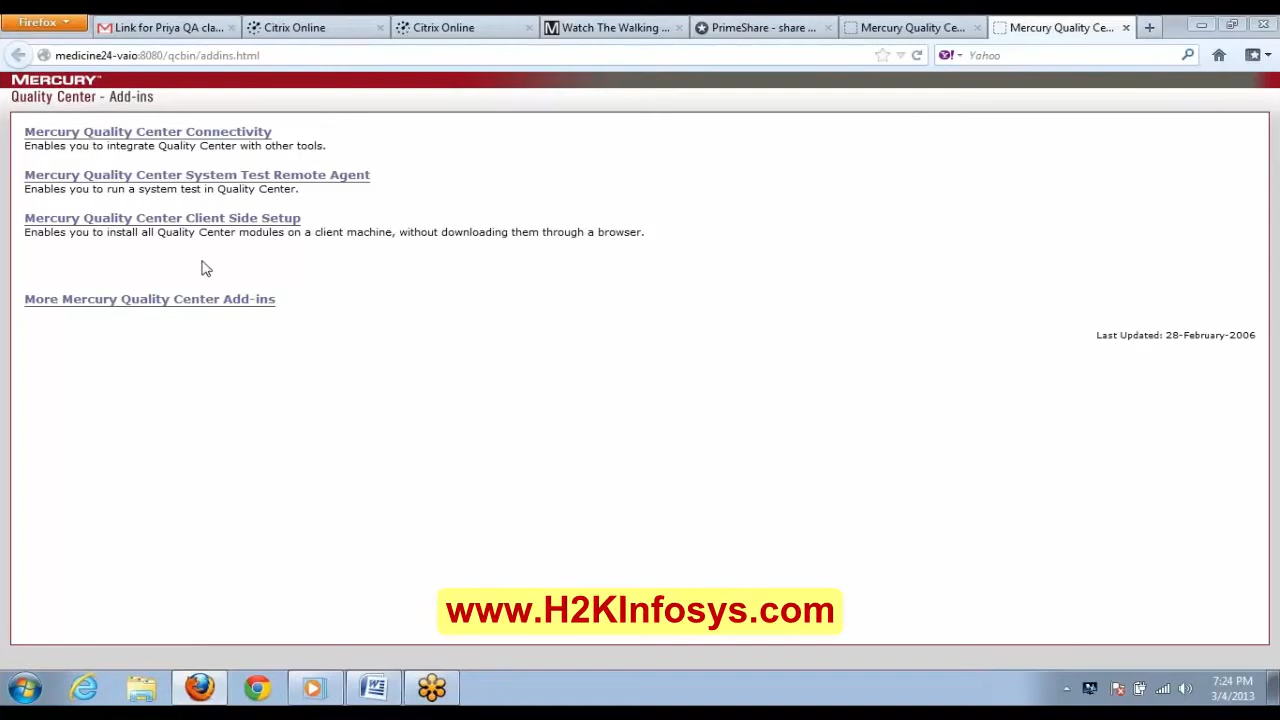 Firefox
Link for Priya QA cla...
Citrix Online
Citrix Online
Watch The Walking ...
PrimeShare - share ...
Mercury Quality Ce...
Mercury Quality Ce...
medicine24-vaio:8080/qcbin/addins.html
Yahoo
MERCURY™
Quality Center - Add-ins
Mercury Quality Center Connectivity
Enables you to integrate Quality Center with other tools.
Mercury Quality Center System Test Remote Agent
Enables you to run a system test in Quality Center.
Mercury Quality Center Client Side Setup
Enables you to install all Quality Center modules on a client machine, without downloading them through a browser.
More Mercury Quality Center Add-ins
Last Updated: 28-February-2006
www.H2KInfosys.com
7:24 PM
3/4/2013